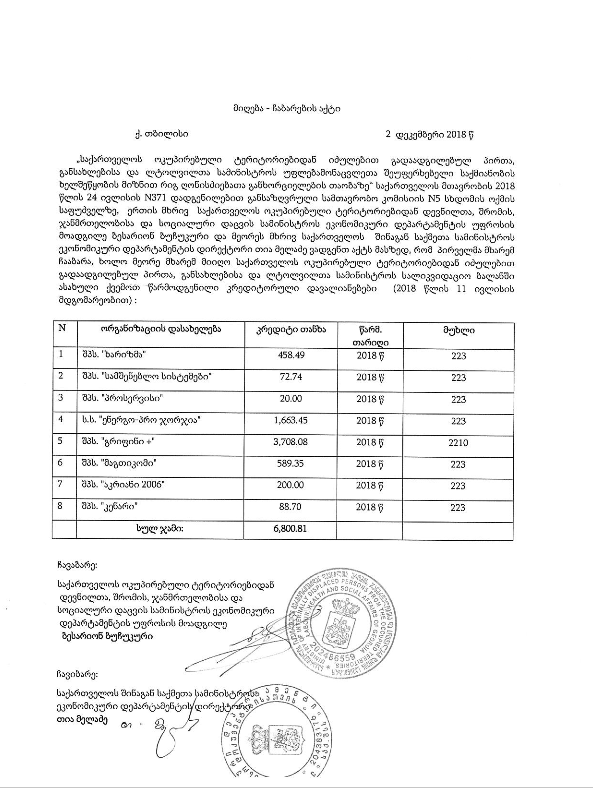 მიღება - ჩაბარების აქტი
ქ. თბილისი 2 დეკემბერი 2018 წ
„საქართველოს ოკუპირებული ტერიტორიებიდან იძულებით გადაადგილებულ პირთა,
განსახლებისა და ლტოლვილთა სამინისტროს უფლებამონაცვლეთა შეუფერხებელი საქმიანობის
ხელშეწყობის მიზნით რიგ ღონისძიებათა განხორციელების თაობაზე" საქართველოს მთავრობის 2018
წლის 24 ივლისის N371 დადგენილებით განსაზღვრული სამთავრობო კომისიის N5 სხდომის ოქმის
საფუძველზე, ერთის მხრივ საქართველოს ოკუპირებული ტერიტორიებიდან დევნილთა, შრომის,
ჯანმრთელობისა და სოციალური დაცვის სამინისტროს ეკონომიკური დეპარტამენტის უფროსის
მოადგილე ბესარიონ ბუჩუკური და მეორეს მხრივ საქართველოს შინაგან საქმეთა სამინისტროს
ეკონომიკური დეპარტამენტის დირექტორი თია მელაძე ვადგენთ აქტს მასზედ, რომ პირველმა მხარემ
ჩააბარა, ხოლო მეორე მხარემ მიიღო საქართველოს ოკუპირებული ტერიტორიებიდან იძულებით
გადაადგილებულ პირთა, განსახლებისა და ლტოლვილთა სამინისტროს სალიკვიდაციო ბალანში
ასახული ქვემოთ წარმოდგენილი კრედიტორული დავალიანებები (2018 წლის 11 ივლისის
მდგომარეობით) :
N ორგანიზაციის დასახელება კრედიტი თანხა წარმ. თარიღი მუხლი
1 შპს. "ხარიზმა" 458.49 2018 წ 223
2 შპს. "სამშენებლო სისტემები" 72.74 2018 წ 223
3 შპს. "პროსერვისი" 20.00 2018 წ 223
4 ს.ს. "ენერგო-პრო ჯორჯია" 1,663.45 2018 წ 223
5 შპს. "გრიფინი +" 3,708.08 2018 წ 2210
6 შპს. "მაგთიკომი" 589.35 2018 წ 223
7 შპს. "აკრიანი 2006" 200.00 2018 წ 223
8 შპს. "კენარი" 88.70 2018 წ 223
სულ ჯამი: 6,800.81
ჩავაბარე:
საქართველოს ოკუპირებული ტერიტორიებიდან
დევნილთა, შრომის, ჯანმრთელობისა და
სოციალური დაცვის სამინისტროს ეკონომიკური
დეპარტამენტის უფროსის მოადგილე
ბესარიონ ბუჩუკური
ჩავიბარე:
საქართველოს შინაგან საქმეთა სამინისტროს
ეკონომიკური დეპარტამენტის დირექტორი
თია მელაძე